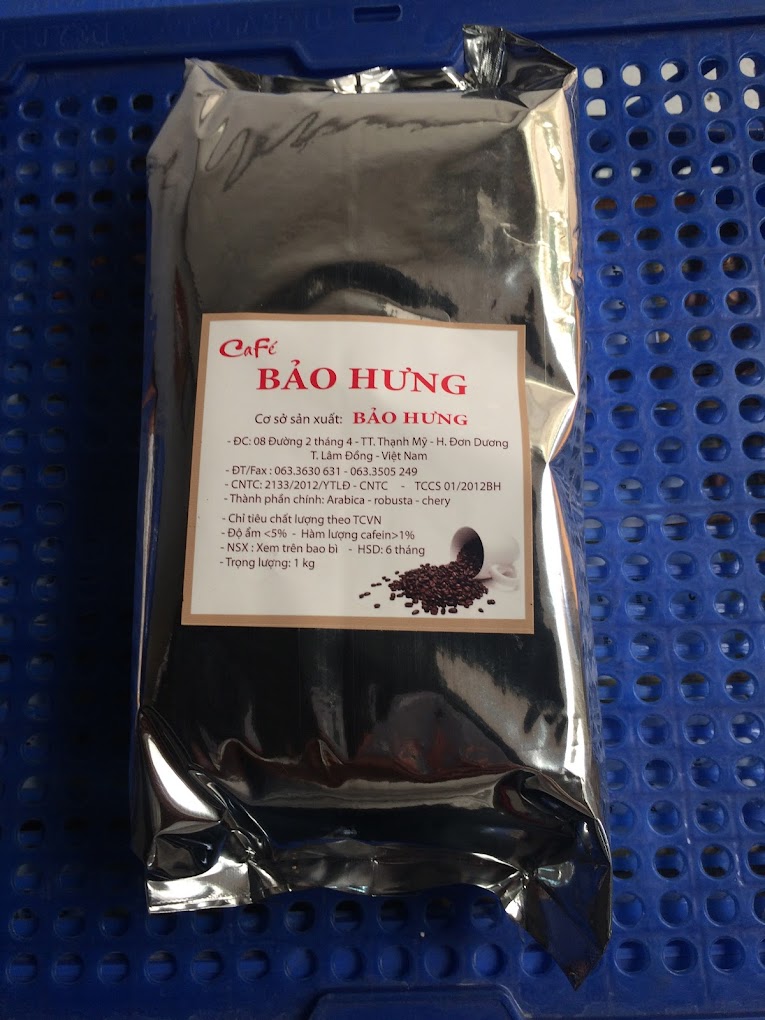 CaFé
BẢO HƯNG
Cơ sở sản xuất: BẢO HƯNG
- ĐC: 08 Đường 2 tháng 4 - TT. Thạnh Mỹ - H. Đơn Dương
T. Lâm Đồng - Việt Nam
- ĐT/Fax : 063.3630 631 - 063.3505 249
- CNTC: 2133/2012/YTLĐ - CNTC - TCCS 01/2012BH
- Thành phần chính: Arabica - robusta - chery
- Chỉ tiêu chất lượng theo TCVN
- Độ ẩm <5% - Hàm lượng cafein>1%
- NSX : Xem trên bao bì - HSD: 6 tháng
- Trọng lượng: 1 kg